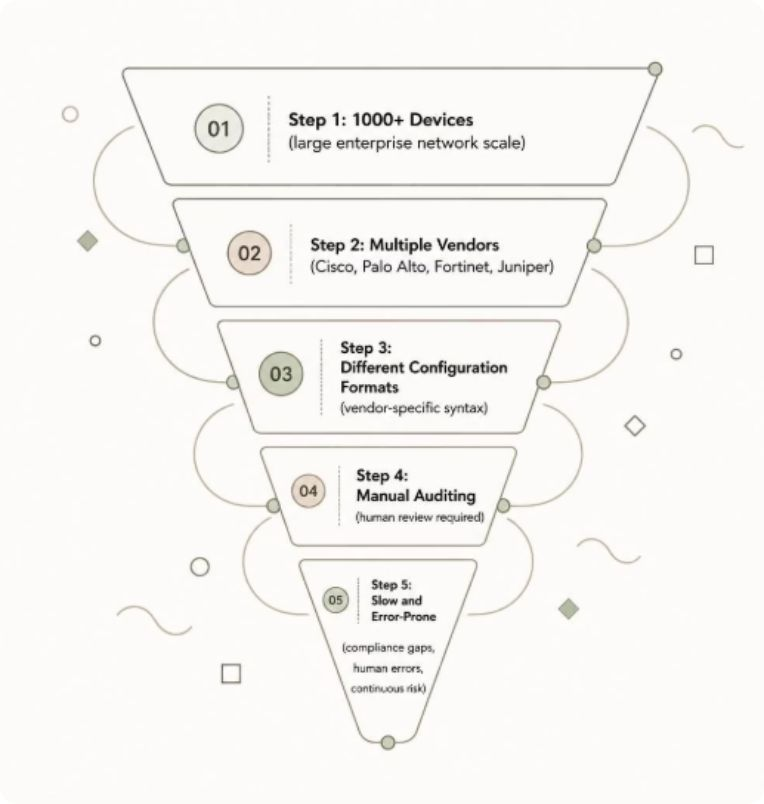 01
Step 1: 1000+ Devices
(large enterprise network scale)
02
Step 2: Multiple Vendors
(Cisco, Palo Alto, Fortinet, Juniper)
03
Step 3:
Different Configuration
Formats
(vendor-specific syntax)
04
Step 4:
Manual Auditing
(human review required)
05
Step 5:
Slow and
Error-Prone
(compliance gaps,
human errors,
continuous risk)